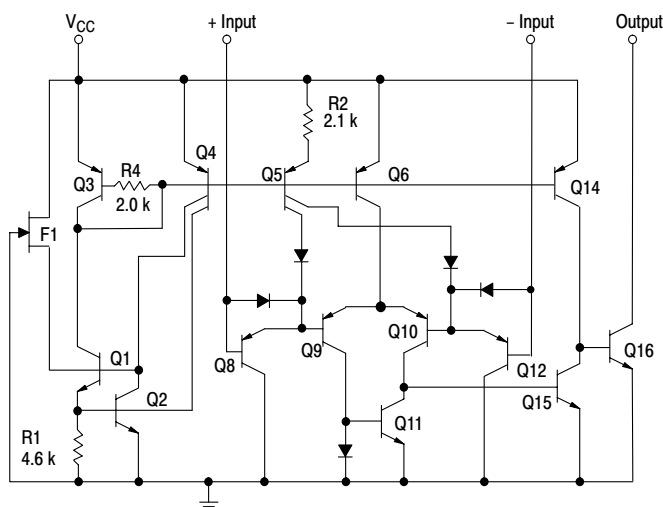 VCC
+ Input
– Input
Output
R2
2.1 k
Q4
Q3
R4
2.0 k
Q5
Q6
Q14
F1
Q1
Q2
Q8
Q9
Q10
Q12
Q16
Q15
Q11
R1
4.6 k